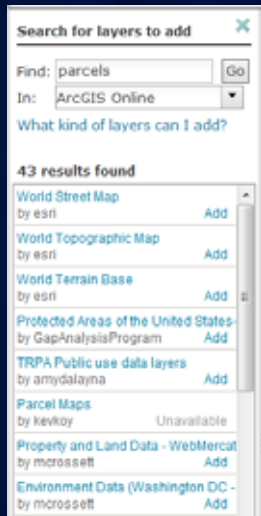 Search for layers to add
Find: parcels Go
In: ArcGIS Online
What kind of layers can I add?
43 results found
World Street Map
by esri Add
World Topographic Map
by esri Add
World Terrain Base
by esri Add
Protected Areas of the United States-
by GapAnalysisProgram Add
TRPA Public use data layers
by amydalayna Add
Parcel Maps
by kevkoy Unavailable
Property and Land Data - WebMercat
by mcrossett Add
Environment Data (Washington DC -
by mcrossett Add